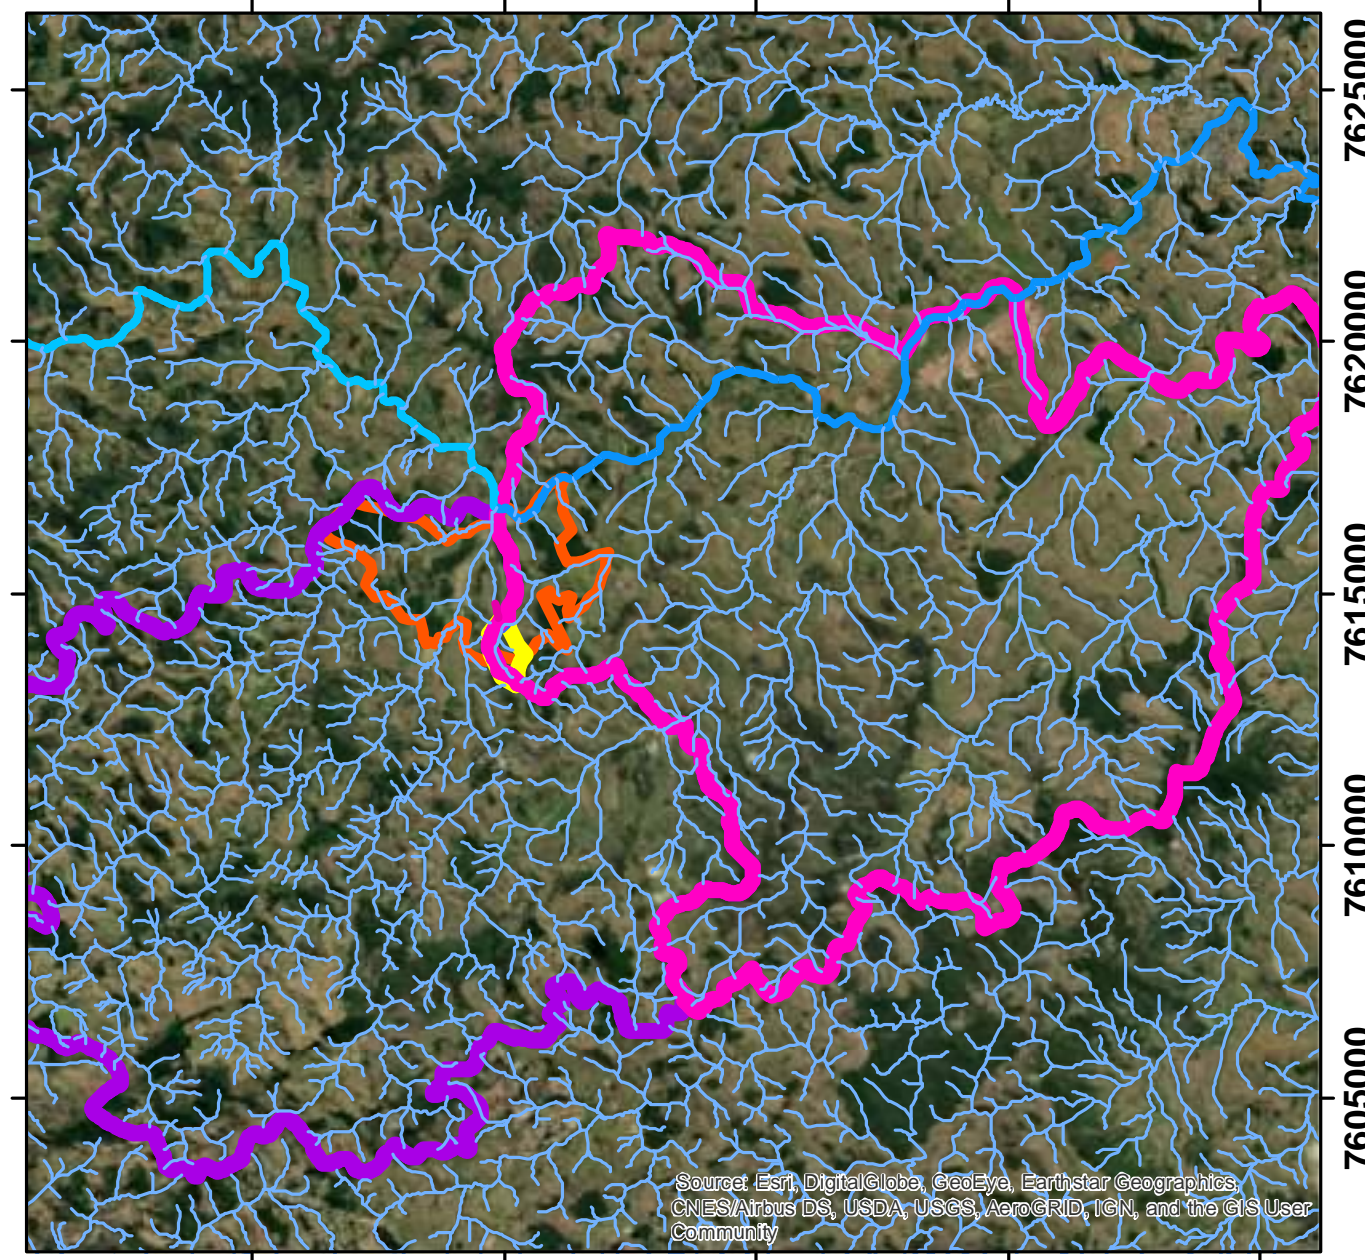 7625000
7620000
7615000
7610000
7605000
Source: Esri, DigitalGlobe, GeoEye, Earthstar Geographics,
CNES/Airbus DS, USDA, USGS, AeroGRID, IGN, and the GIS User
Community